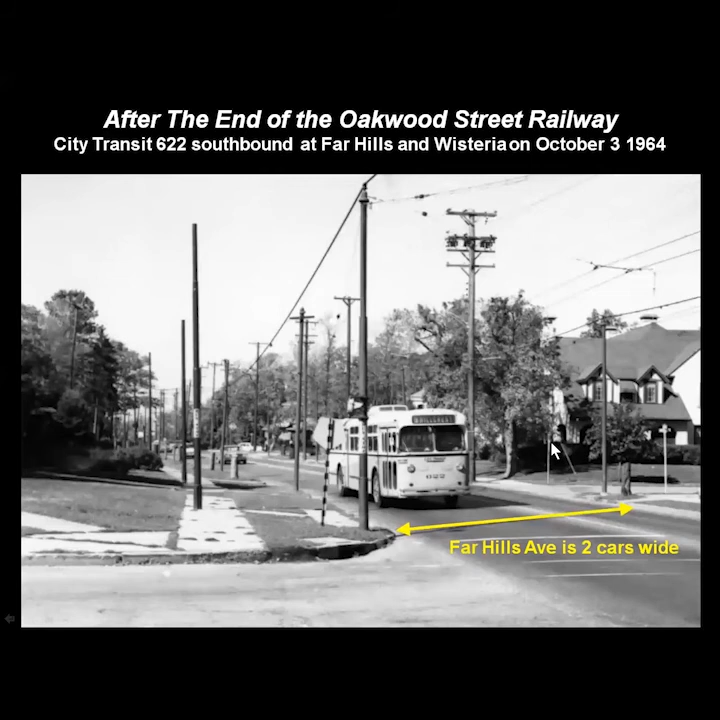 After The End of the Oakwood Street Railway
City Transit 622 southbound at Far Hills and Wisteria on October 3 1964
622
Far Hills Ave is 2 cars wide